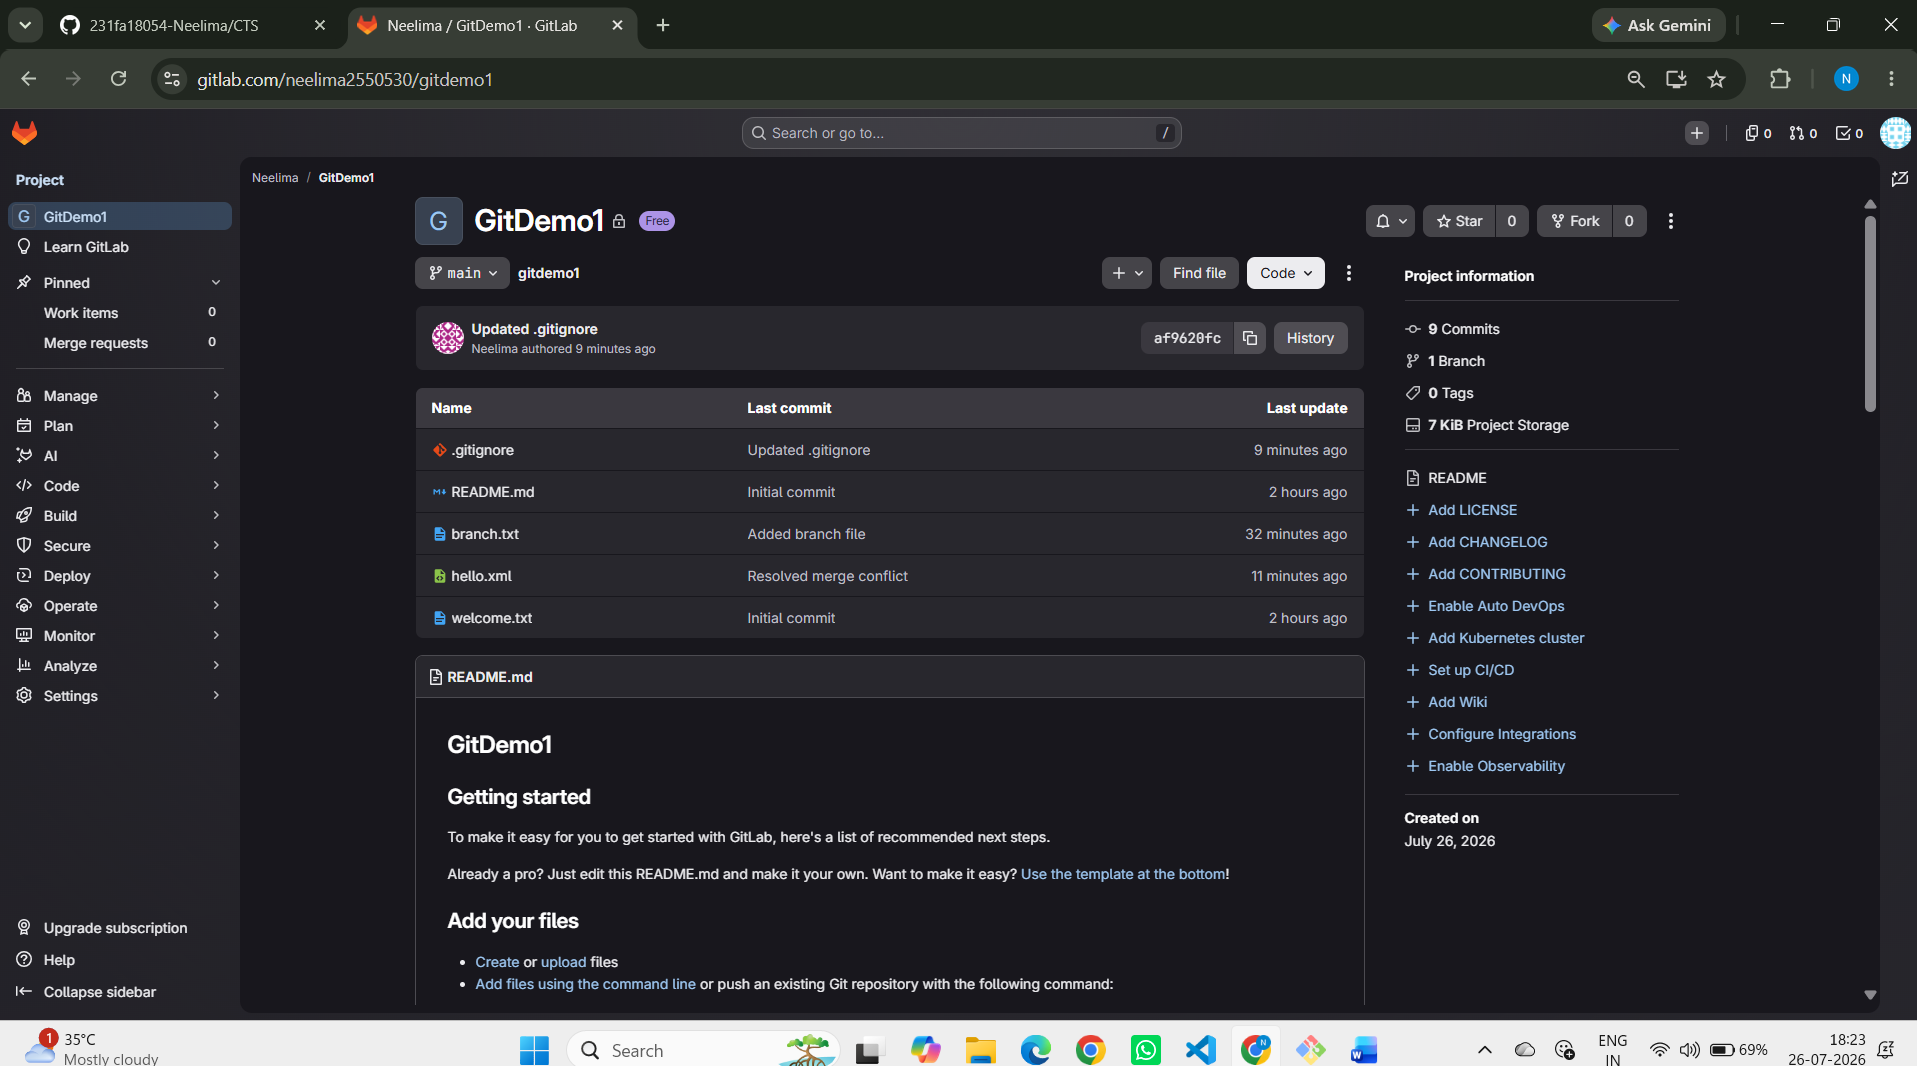 231fa18054-Neelima/CTS
Neelima / GitDemo1 · GitLab
Ask Gemini
gitlab.com/neelima2550530/gitdemo1
N
Search or go to...
/
0
0
0
Project
G GitDemo1
Learn GitLab
Pinned
Work items 0
Merge requests 0
Manage
Plan
AI
Code
Build
Secure
Deploy
Operate
Monitor
Analyze
Settings
Upgrade subscription
Help
Collapse sidebar
Neelima / GitDemo1
G GitDemo1 Free
Star 0 Fork 0
main gitdemo1
Find file Code
Updated .gitignore
Neelima authored 9 minutes ago
af9620fc History
Name Last commit Last update
.gitignore Updated .gitignore 9 minutes ago
README.md Initial commit 2 hours ago
branch.txt Added branch file 32 minutes ago
hello.xml Resolved merge conflict 11 minutes ago
welcome.txt Initial commit 2 hours ago
README.md
GitDemo1
Getting started
To make it easy for you to get started with GitLab, here's a list of recommended next steps.
Already a pro? Just edit this README.md and make it your own. Want to make it easy? Use the template at the bottom!
Add your files
• Create or upload files
• Add files using the command line or push an existing Git repository with the following command:
Project information
9 Commits
1 Branch
0 Tags
7 KiB Project Storage
README
Add LICENSE
Add CHANGELOG
Add CONTRIBUTING
Enable Auto DevOps
Add Kubernetes cluster
Set up CI/CD
Add Wiki
Configure Integrations
Enable Observability
Created on
July 26, 2026
1
35°C
Mostly cloudy
Search
ENG
IN
69%
18:23
26-07-2026